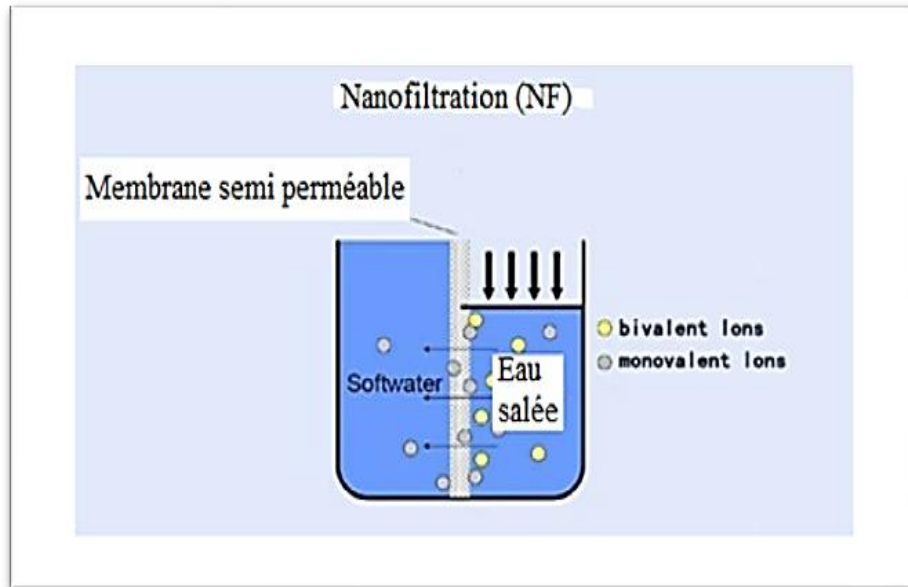 Nanofiltration (NF)
Membrane semi perméable
bivalent Ions
monovalent Ions
Softwater
Eau
salée